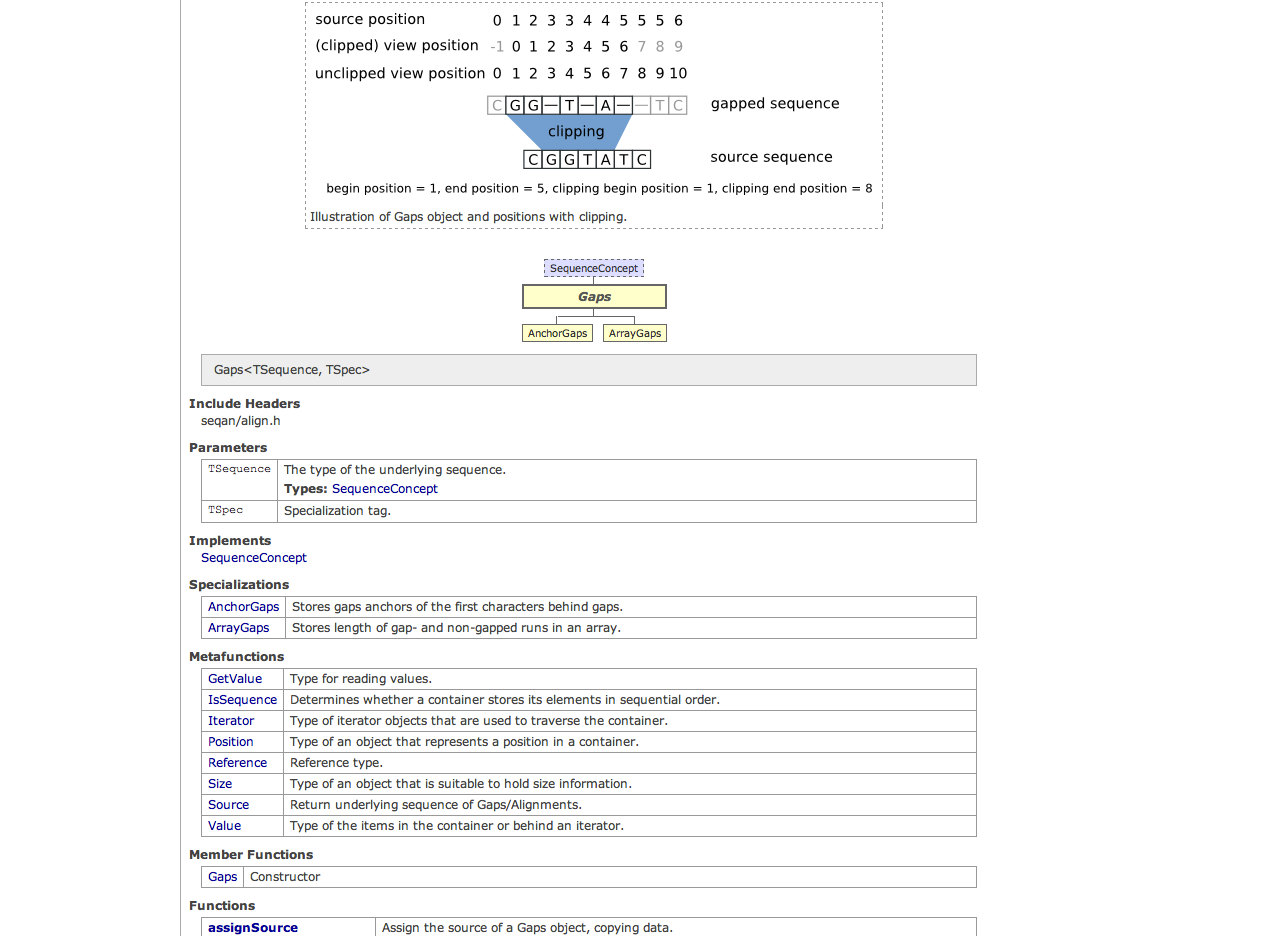 source position 0 1 2 3 3 4 4 5 5 5 6
(clipped) view position -1 0 1 2 3 4 5 6 7 8 9
unclipped view position 0 1 2 3 4 5 6 7 8 9 10
C G G — T — A — — T C gapped sequence
clipping
C G G T A T C source sequence
begin position = 1, end position = 5, clipping begin position = 1, clipping end position = 8
Illustration of Gaps object and positions with clipping.
SequenceConcept
Gaps
AnchorGaps ArrayGaps
Gaps<TSequence, TSpec>
Include Headers
seqan/align.h
Parameters
TSequence The type of the underlying sequence.
Types: SequenceConcept
TSpec Specialization tag.
Implements
SequenceConcept
Specializations
AnchorGaps Stores gaps anchors of the first characters behind gaps.
ArrayGaps Stores length of gap- and non-gapped runs in an array.
Metafunctions
GetValue Type for reading values.
IsSequence Determines whether a container stores its elements in sequential order.
Iterator Type of iterator objects that are used to traverse the container.
Position Type of an object that represents a position in a container.
Reference Reference type.
Size Type of an object that is suitable to hold size information.
Source Return underlying sequence of Gaps/Alignments.
Value Type of the items in the container or behind an iterator.
Member Functions
Gaps Constructor
Functions
assignSource Assign the source of a Gaps object, copying data.